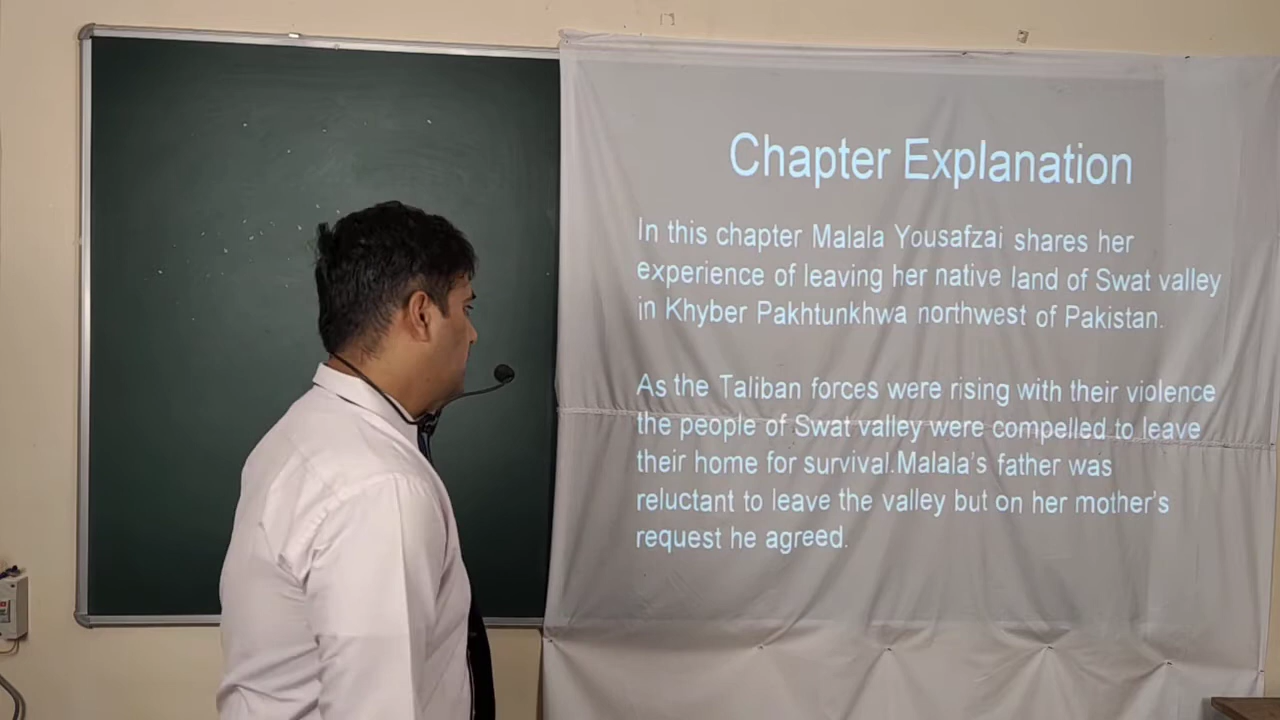 Chapter Explanation
In this chapter Malala Yousafzai shares her
experience of leaving her native land of Swat valley
in Khyber Pakhtunkhwa northwest of Pakistan.
As the Taliban forces were rising with their violence
the people of Swat valley were compelled to leave
their home for survival.Malala's father was
reluctant to leave the valley but on her mother's
request he agreed.